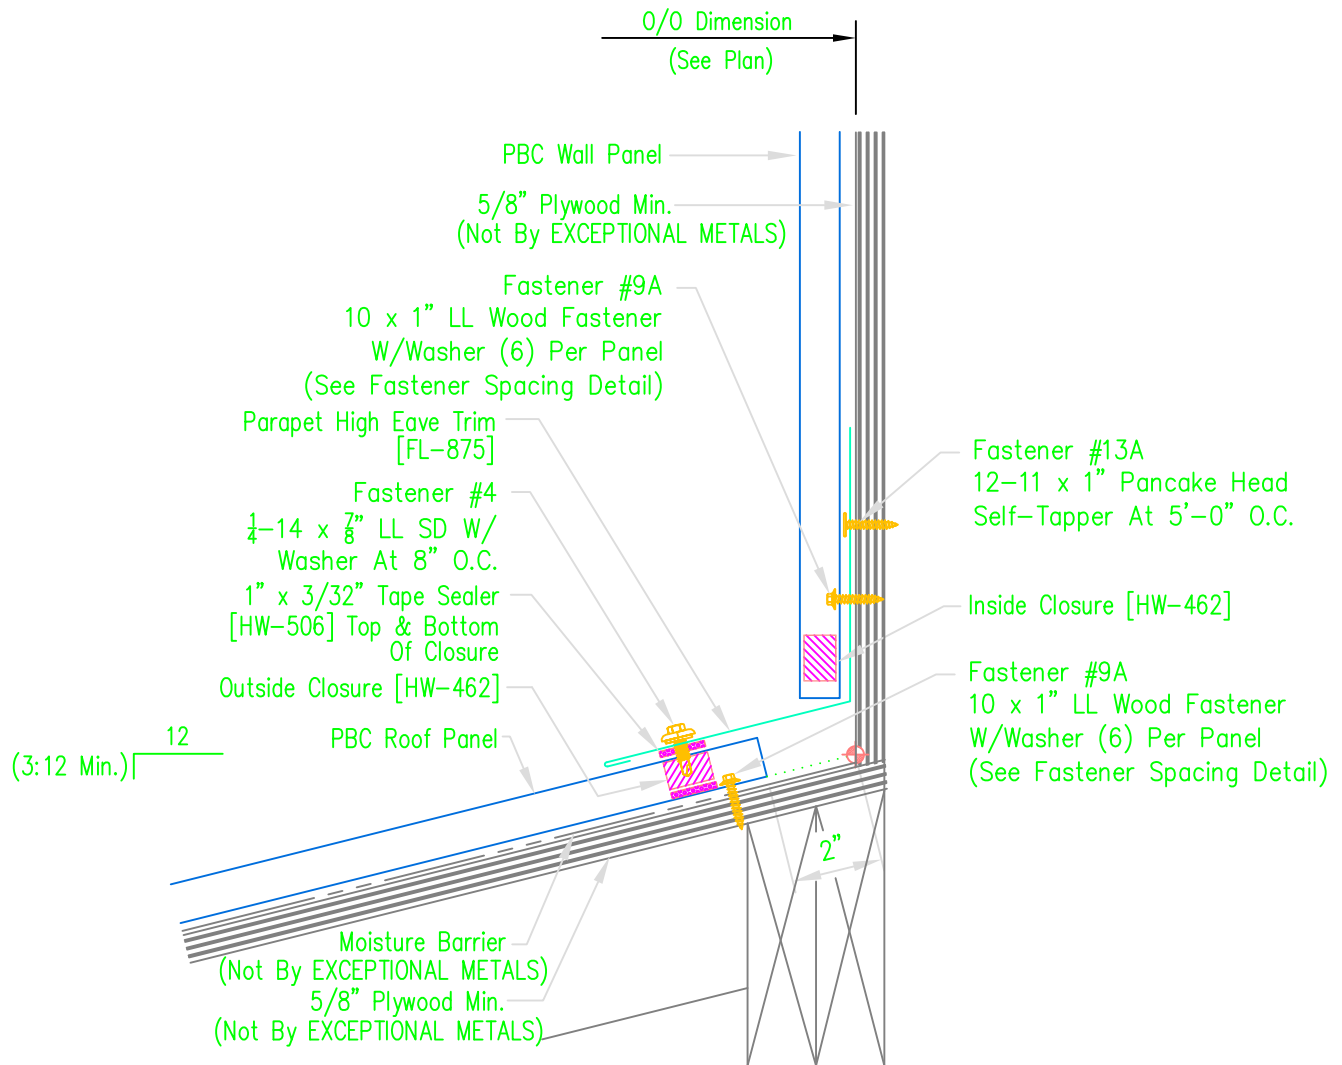 O/O Dimension
(See Plan)
PBC Wall Panel
5/8" Plywood Min.
(Not By EXCEPTIONAL METALS)
Fastener #9A
10 x 1" LL Wood Fastener
W/Washer (6) Per Panel
(See Fastener Spacing Detail)
Parapet High Eave Trim
[FL-875]
Fastener #4
1/4-14 x 7/8" LL SD W/
Washer At 8" O.C.
1" x 3/32" Tape Sealer
[HW-506] Top & Bottom
Of Closure
Outside Closure [HW-462]
PBC Roof Panel
12
(3:12 Min.)
Fastener #13A
12-11 x 1" Pancake Head
Self-Tapper At 5'-0" O.C.
Inside Closure [HW-462]
Fastener #9A
10 x 1" LL Wood Fastener
W/Washer (6) Per Panel
(See Fastener Spacing Detail)
2"
Moisture Barrier
(Not By EXCEPTIONAL METALS)
5/8" Plywood Min.
(Not By EXCEPTIONAL METALS)